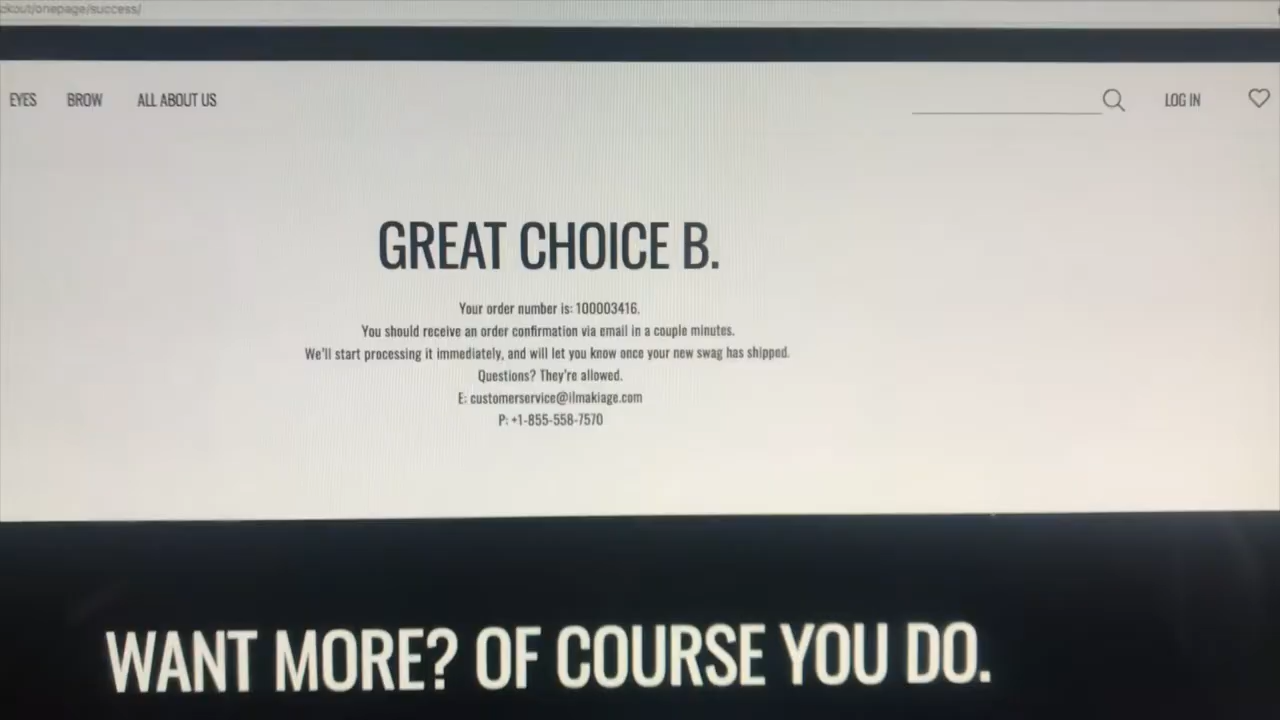 ckout/onepage/success/
EYES BROW ALL ABOUT US LOG IN
GREAT CHOICE B.
Your order number is: 100003416.
You should receive an order confirmation via email in a couple minutes.
We'll start processing it immediately, and will let you know once your new swag has shipped.
Questions? They're allowed.
E: customerservice@ilmakiage.com
P: +1-855-558-7570
WANT MORE? OF COURSE YOU DO.